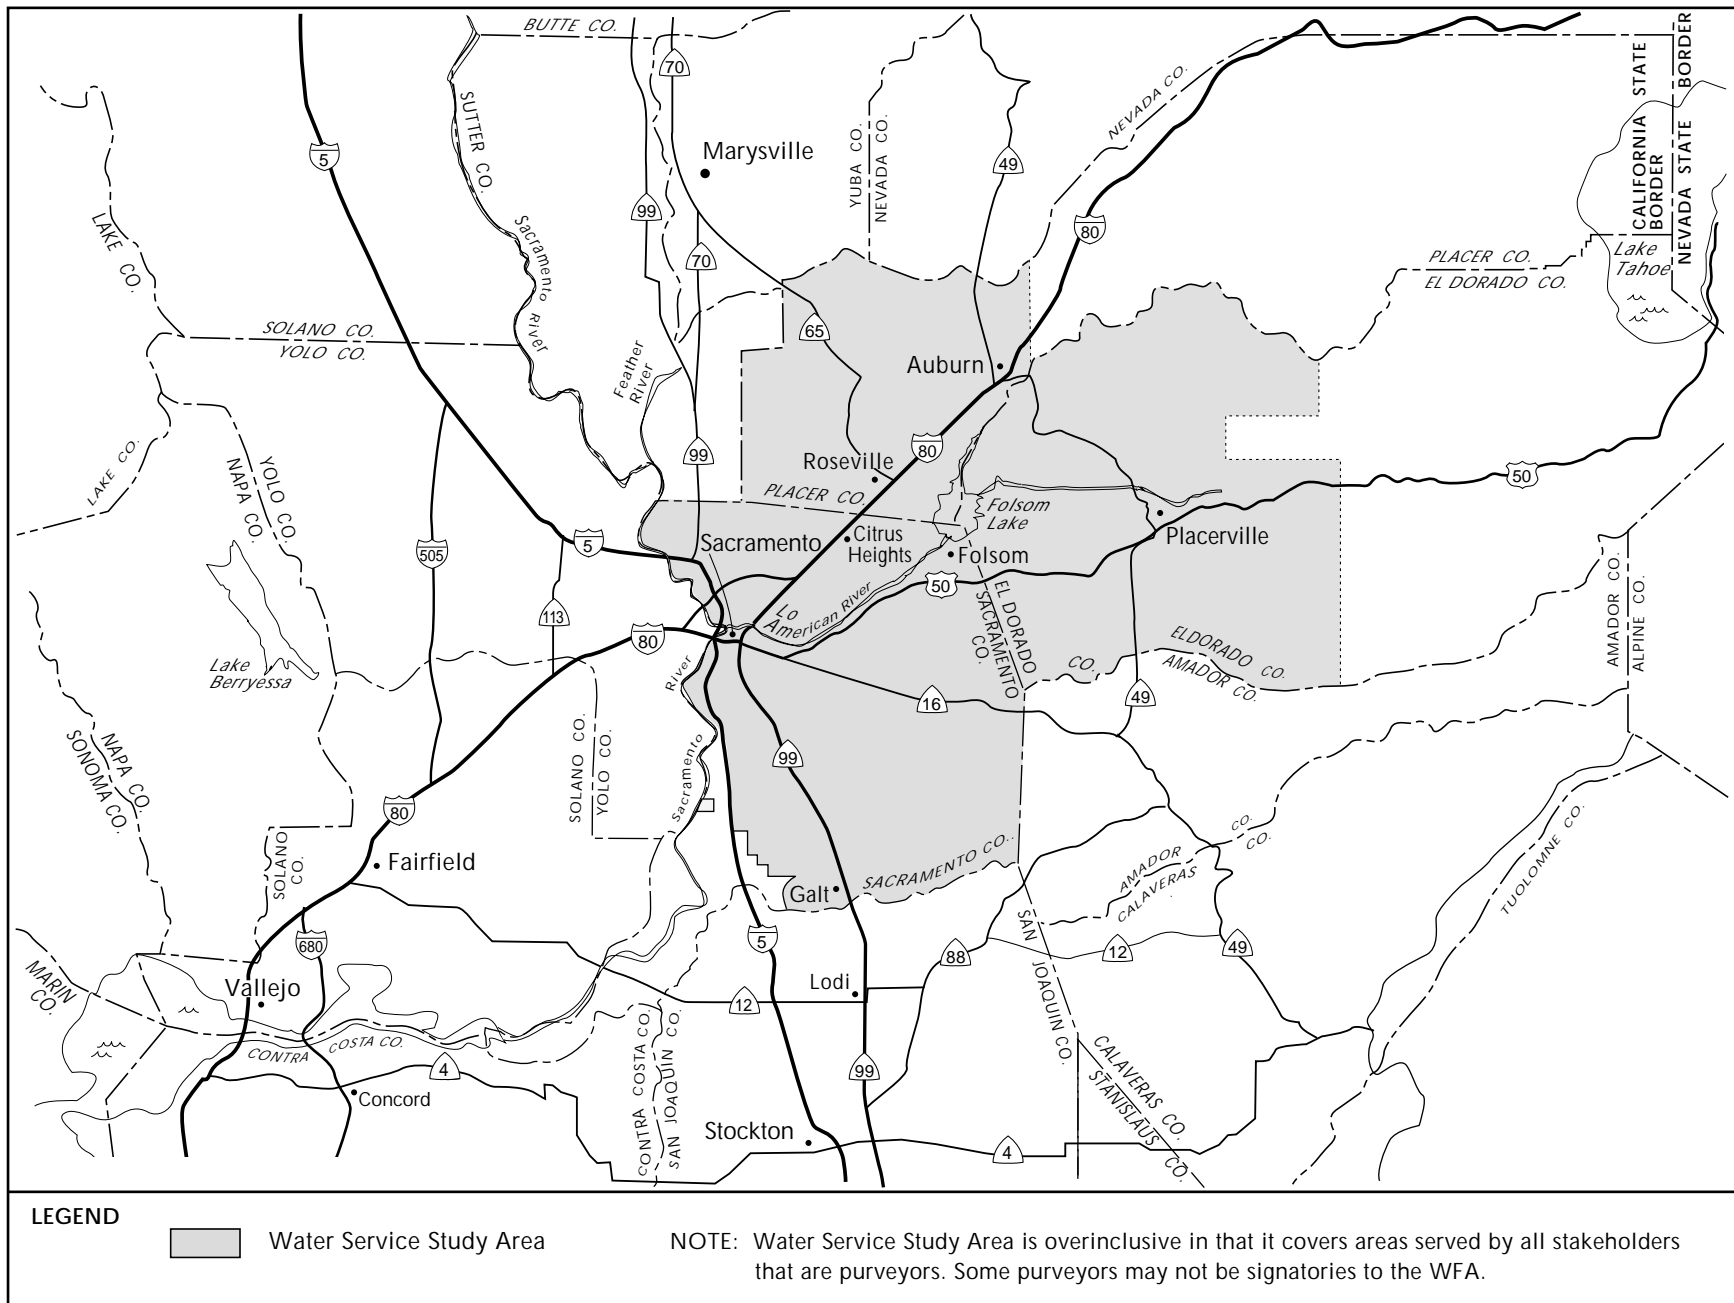 BUTTE CO.
70
SUTTER CO.
NEVADA CO.
CALIFORNIA STATE
BORDER
NEVADA STATE BORDER
5
Marysville
YUBA CO.
NEVADA CO.
49
99
80
LAKE CO.
Sacramento River
70
PLACER CO.
EL DORADO CO.
Lake
Tahoe
SOLANO CO.
YOLO CO.
65
Feather
River
Auburn
LAKE CO.
YOLO CO.
NAPA CO.
99
80
Roseville
50
PLACER CO.
Folsom
Lake
505
5
Sacramento
Citrus
Heights
Folsom
Placerville
50
113
80
Lo
American River
EL DORADO
SACRAMENTO
CO.
CO.
ELDORADO CO.
AMADOR CO.
AMADOR CO.
ALPINE CO.
Lake
Berryessa
River
Sacramento
16
49
NAPA CO.
SONOMA CO.
SOLANO CO.
YOLO CO.
99
80
SOLANO
CO.
Fairfield
Galt
SACRAMENTO CO..
AMADOR
CO.
CALAVERAS
CO.
TUOLOMNE CO.
680
5
88
12
49
MARIN
CO.
Vallejo
Lodi
SAN JOAQUIN CO.
12
CONTRA
COSTA CO.
CONTRA COSTA CO.
SAN JOAQUIN CO.
4
99
CALAVERAS CO.
STANISLAUS CO.
Concord
Stockton
4
LEGEND
Water Service Study Area
NOTE: Water Service Study Area is overinclusive in that it covers areas served by all stakeholders
that are purveyors. Some purveyors may not be signatories to the WFA.